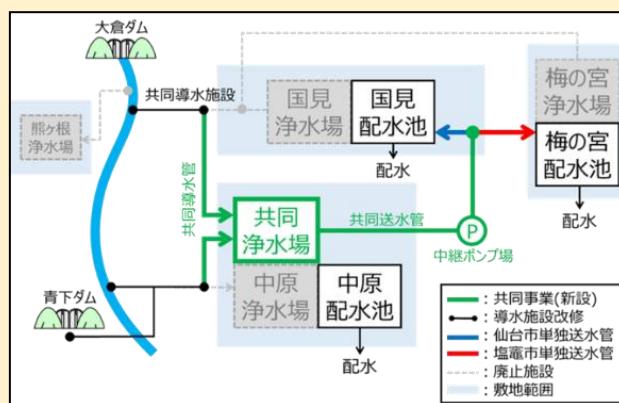 大倉ダム
共同導水施設
熊ヶ根
浄水場
国見
浄水場
国見
配水池
配水
梅の宮
浄水場
梅の宮
配水池
配水
共同導水管
共同
浄水場
共同送水管
P
中継ポンプ場
中原
浄水場
中原
配水池
配水
青下ダム
：共同事業(新設)
：導水施設改修
：仙台市単独送水管
：塩竈市単独送水管
：廃止施設
：敷地範囲